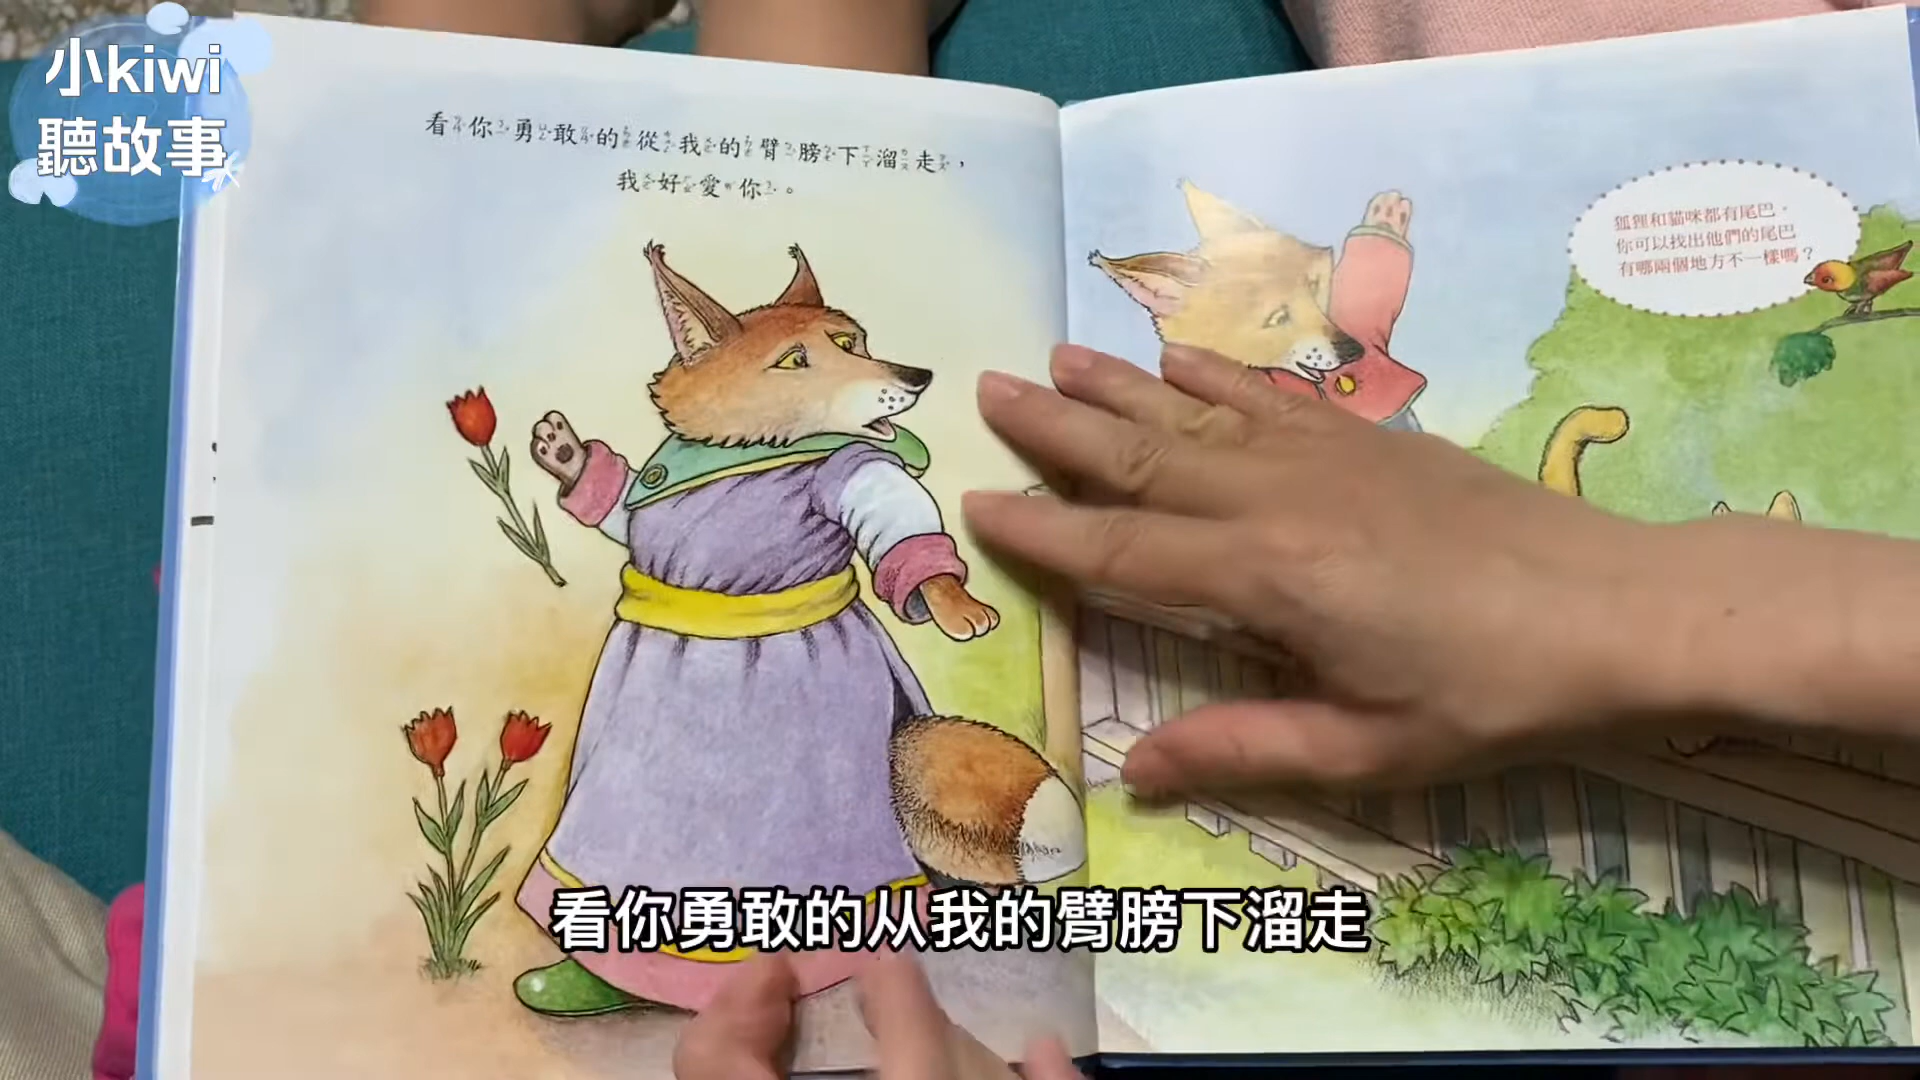 小kiwi
聽故事
看你勇敢的從我的臂膀下溜走，
我好愛你。
狐狸和貓咪都有尾巴，
你可以找出他們的尾巴
有哪兩個地方不一樣嗎？
看你勇敢的从我的臂膀下溜走